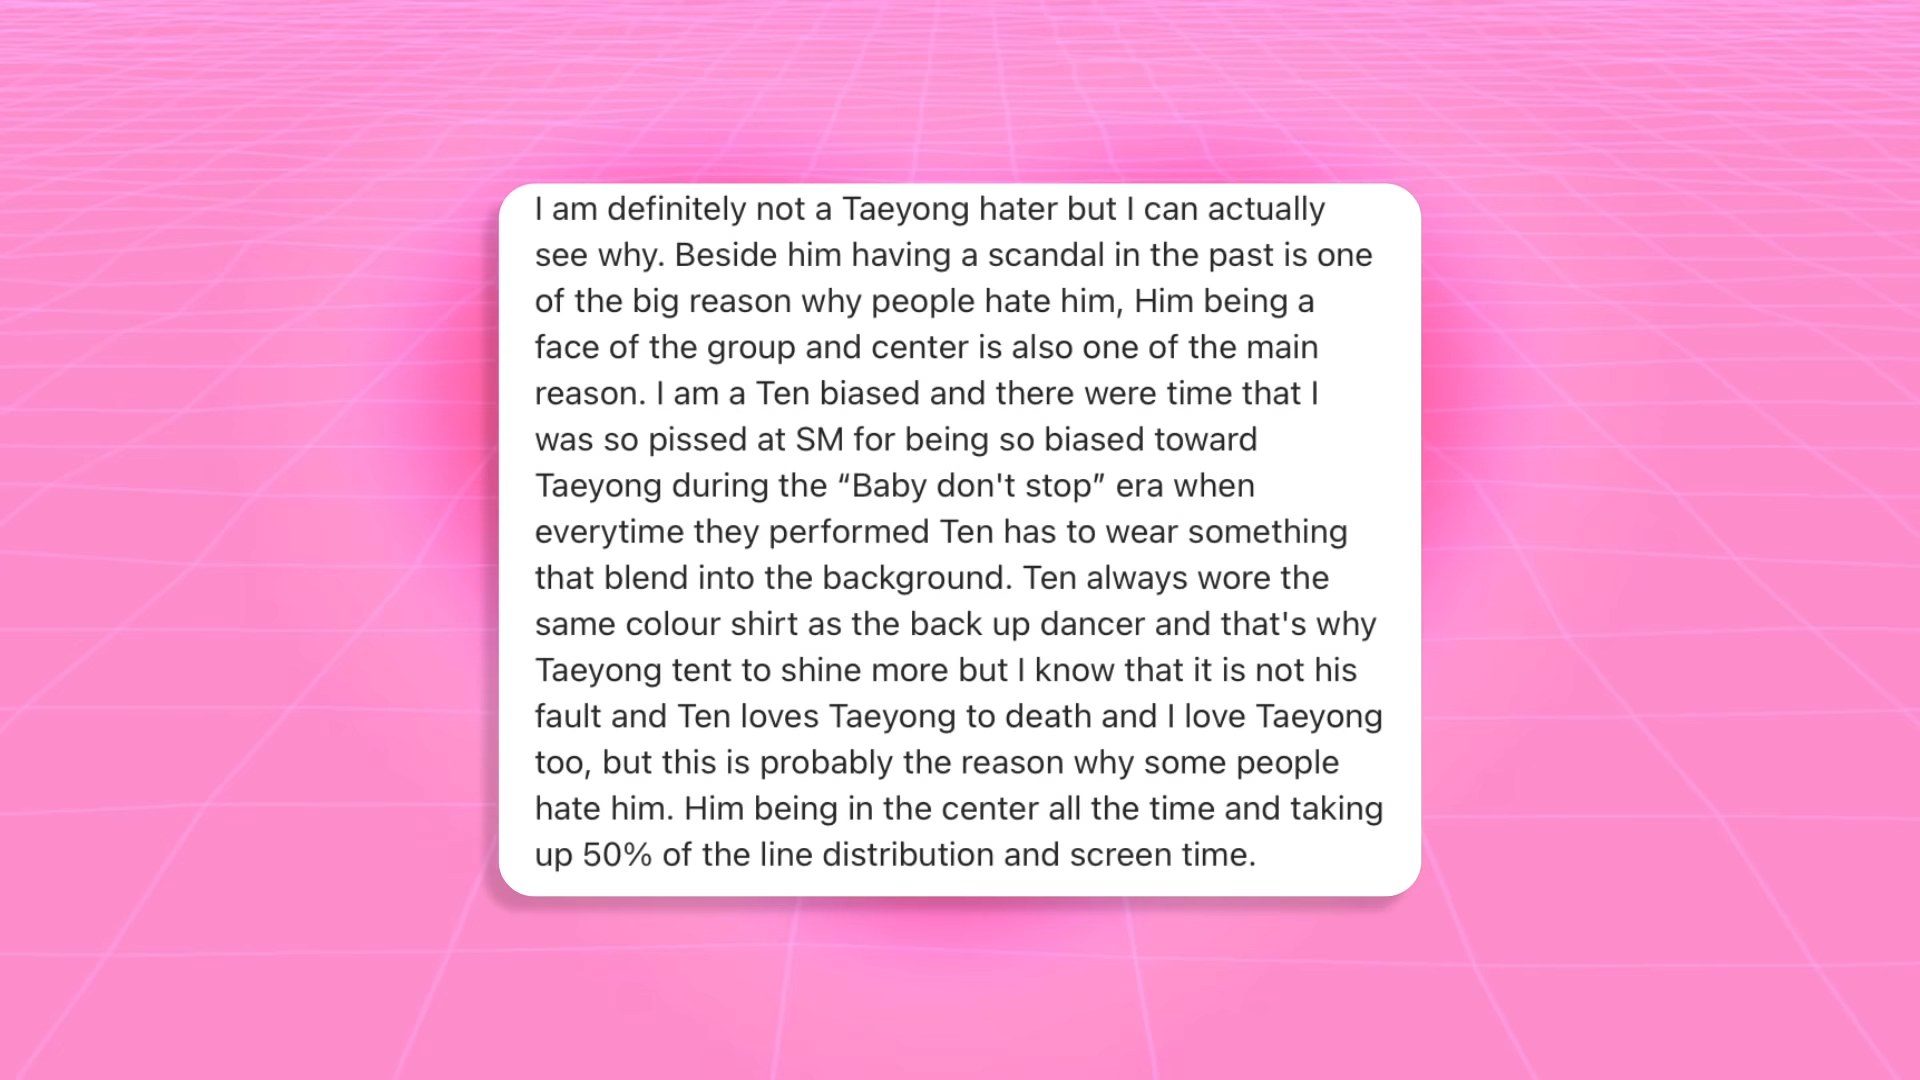 I am definitely not a Taeyong hater but I can actually
see why. Beside him having a scandal in the past is one
of the big reason why people hate him, Him being a
face of the group and center is also one of the main
reason. I am a Ten biased and there were time that I
was so pissed at SM for being so biased toward
Taeyong during the “Baby don't stop” era when
everytime they performed Ten has to wear something
that blend into the background. Ten always wore the
same colour shirt as the back up dancer and that's why
Taeyong tent to shine more but I know that it is not his
fault and Ten loves Taeyong to death and I love Taeyong
too, but this is probably the reason why some people
hate him. Him being in the center all the time and taking
up 50% of the line distribution and screen time.